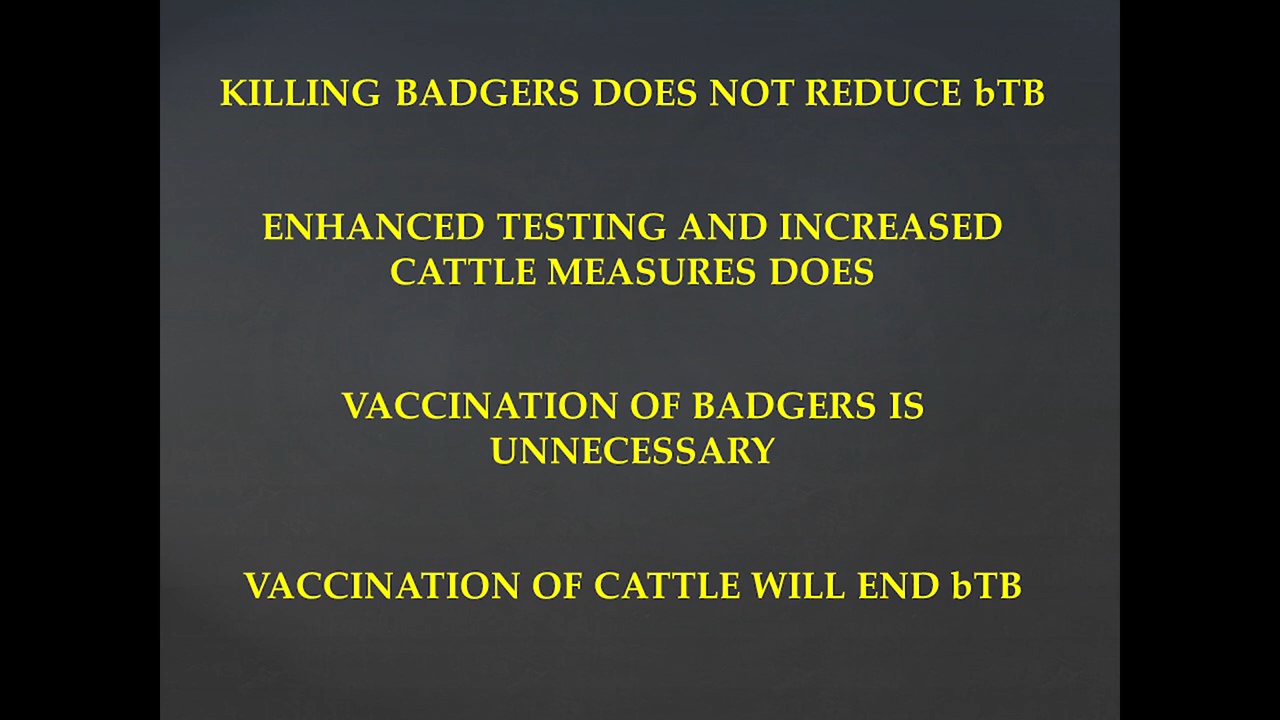 KILLING BADGERS DOES NOT REDUCE bTB
ENHANCED TESTING AND INCREASED
CATTLE MEASURES DOES
VACCINATION OF BADGERS IS
UNNECESSARY
VACCINATION OF CATTLE WILL END bTB